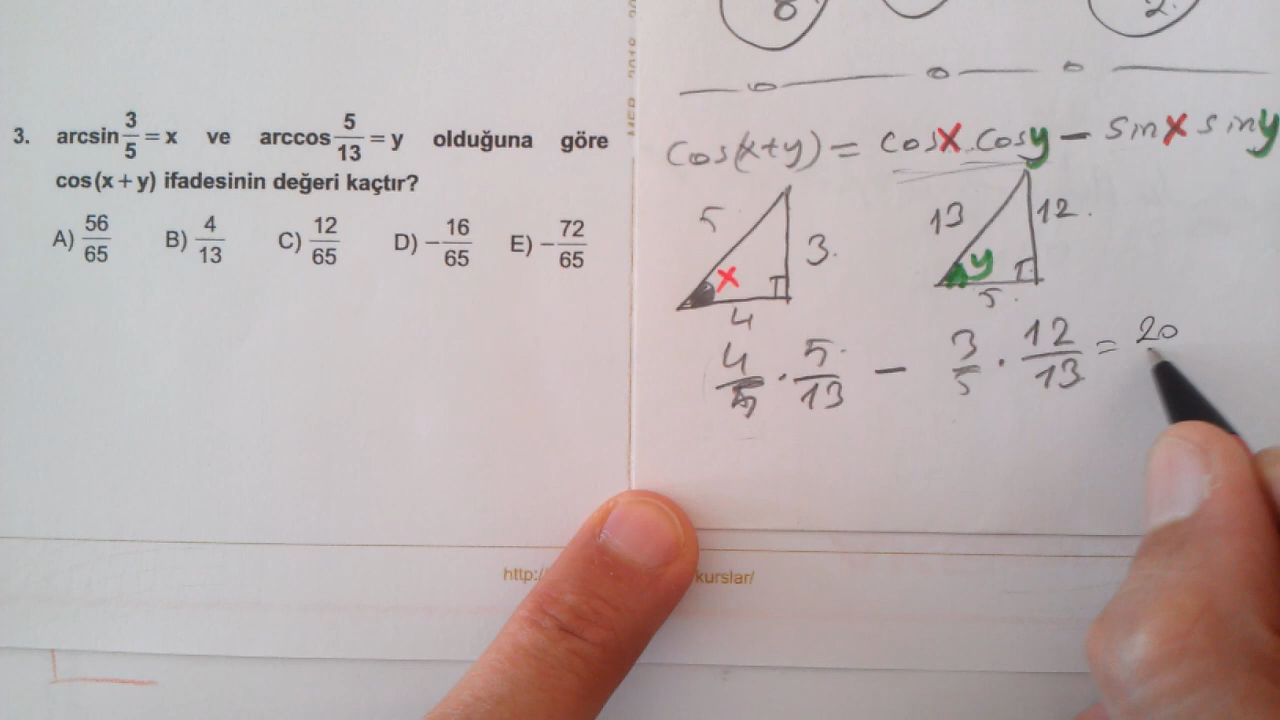 3. arcsin 3/5 = x ve arccos 5/13 = y olduğuna göre
cos(x + y) ifadesinin değeri kaçtır?
A) 56/65 B) 4/13 C) 12/65 D) -16/65 E) -72/65
http:/ kurslar/
8 2
cos(x+y) = cosx.cosy - sinx siny
5 3 x 4
13 12 y 5
4/5 . 5/13 - 3/5 . 12/13 = 20